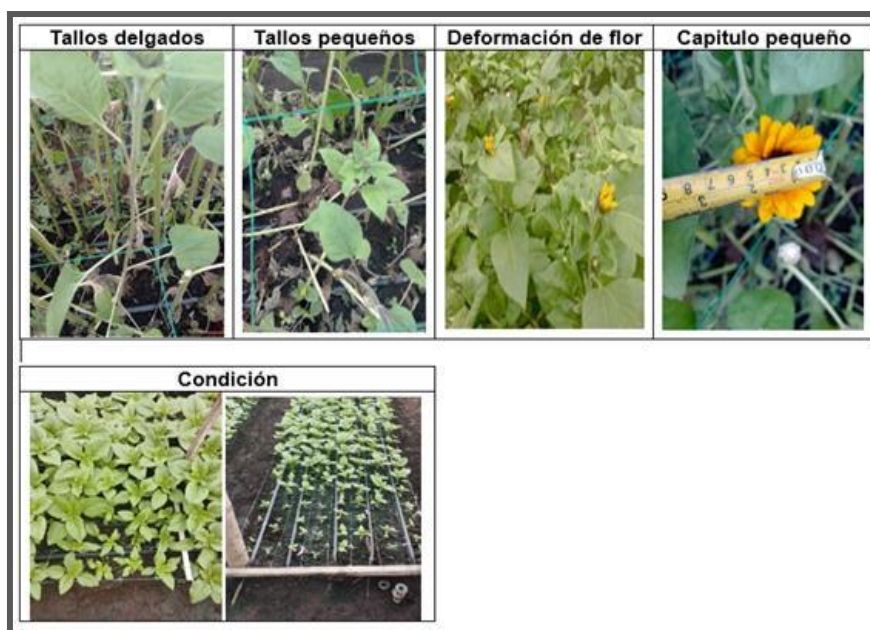 Tallos delgados
Tallos pequeños
Deformación de flor
Capitulo pequeño
Condición